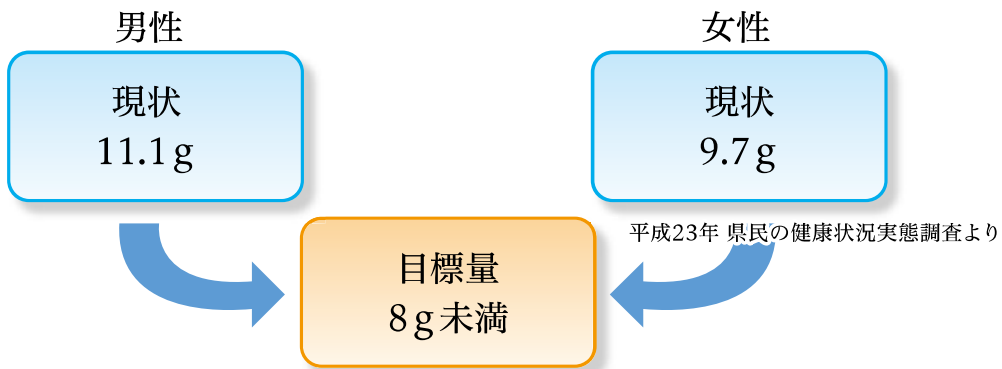 男性
現状
11.1g
女性
現状
9.7g
平成23年 県民の健康状況実態調査より
目標量
8g未満